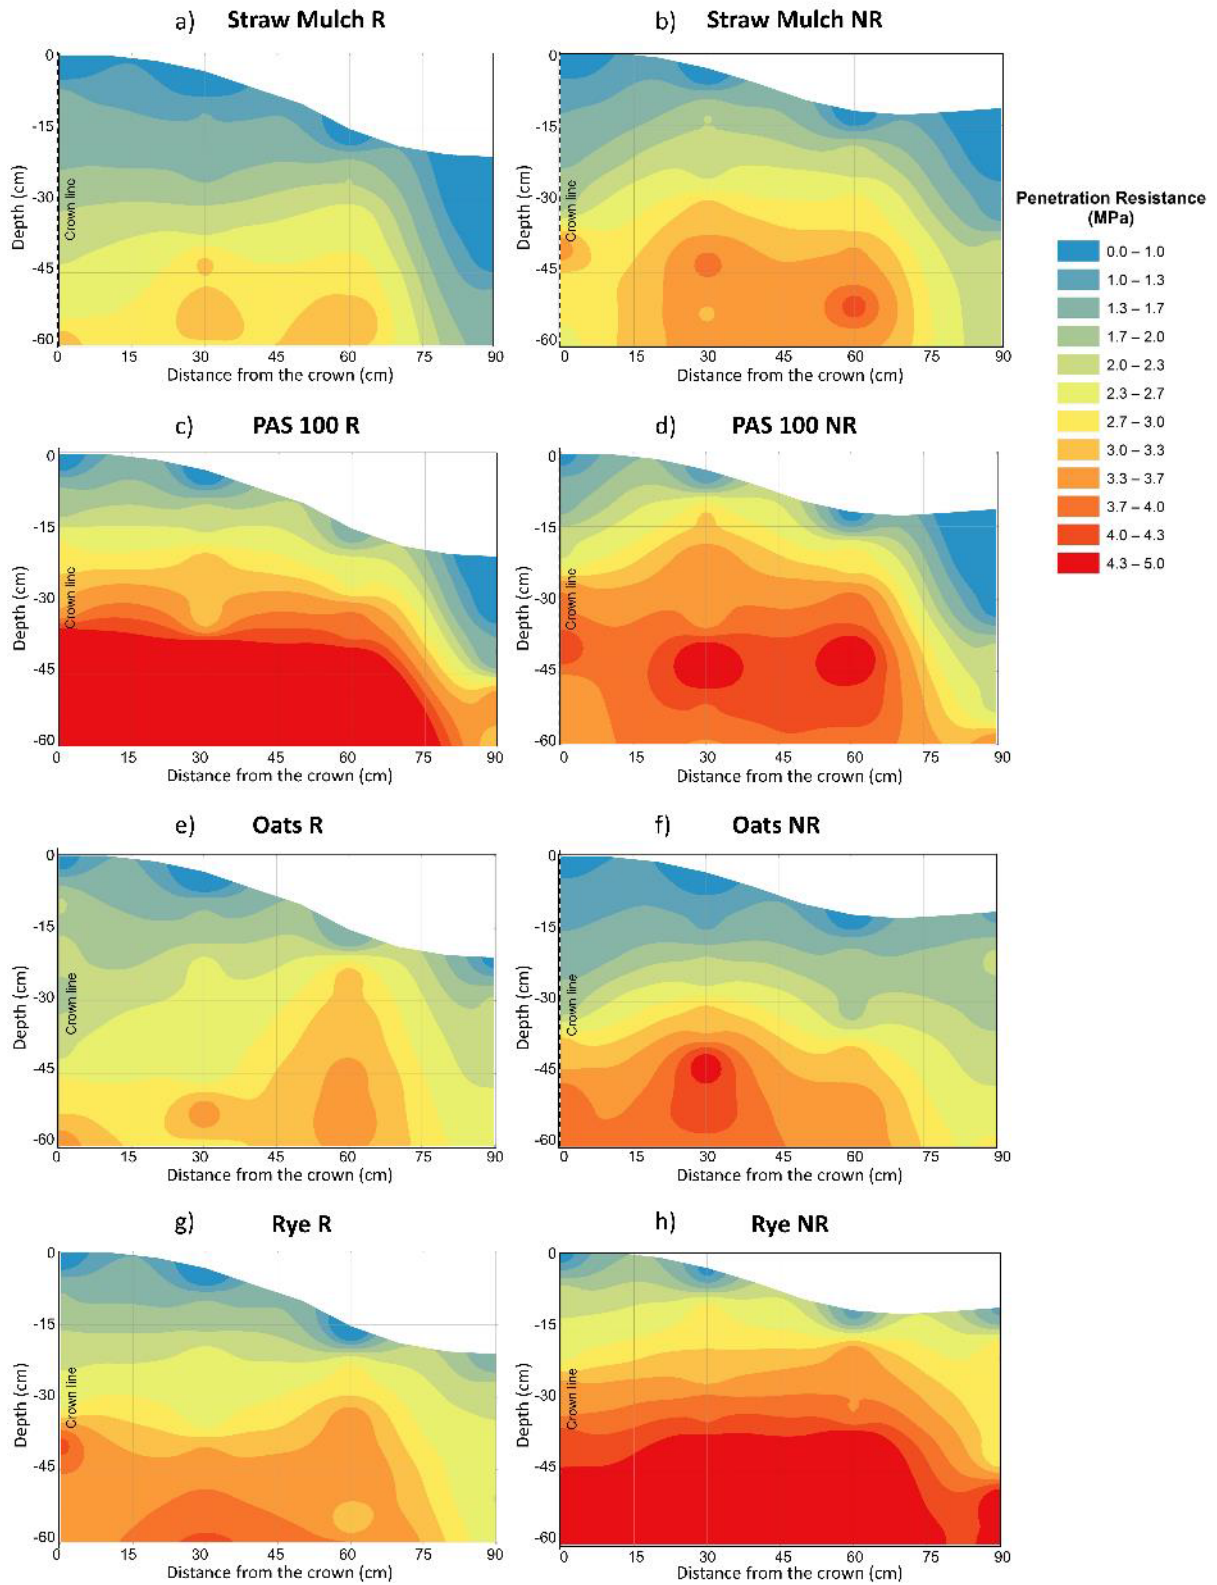 a) Straw Mulch R
b) Straw Mulch NR
0
-15
-30
-45
-60
Depth (cm)
Crown line
0 15 30 45 60 75 90
Distance from the crown (cm)
0
-15
-30
-45
-60
Depth (cm)
Crown line
0 15 30 45 60 75 90
Distance from the crown (cm)
Penetration Resistance
(MPa)
0.0 – 1.0
1.0 – 1.3
1.3 – 1.7
1.7 – 2.0
2.0 – 2.3
2.3 – 2.7
2.7 – 3.0
3.0 – 3.3
3.3 – 3.7
3.7 – 4.0
4.0 – 4.3
4.3 – 5.0
c) PAS 100 R
d) PAS 100 NR
0
-15
-30
-45
-60
Depth (cm)
Crown line
0 15 30 45 60 75 90
Distance from the crown (cm)
0
-15
-30
-45
-60
Depth (cm)
Crown line
0 15 30 45 60 75 90
Distance from the crown (cm)
e) Oats R
f) Oats NR
0
-15
-30
-45
-60
Depth (cm)
Crown line
0 15 30 45 60 75 90
Distance from the crown (cm)
0
-15
-30
-45
-60
Depth (cm)
Crown line
0 15 30 45 60 75 90
Distance from the crown (cm)
g) Rye R
h) Rye NR
0
-15
-30
-45
-60
Depth (cm)
Crown line
0 15 30 45 60 75 90
Distance from the crown (cm)
0
-15
-30
-45
-60
Depth (cm)
Crown line
0 15 30 45 60 75 90
Distance from the crown (cm)